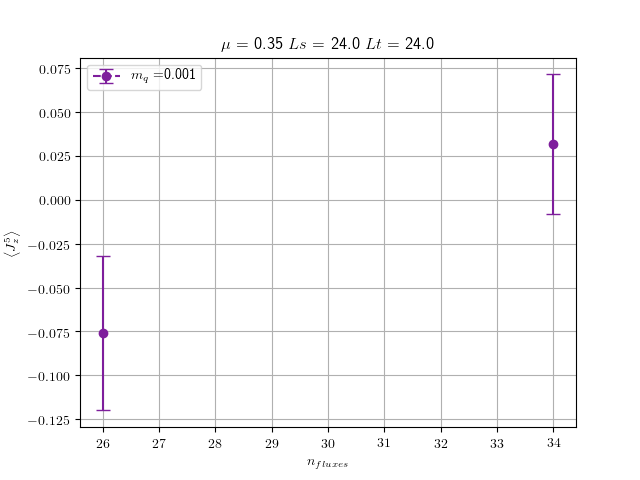 μ = 0.35 Ls = 24.0 Lt = 24.0
m_q =0.001
⟨J_z^5⟩
0.075
0.050
0.025
0.000
−0.025
−0.050
−0.075
−0.100
−0.125
26 27 28 29 30 31 32 33 34
n_fluxes